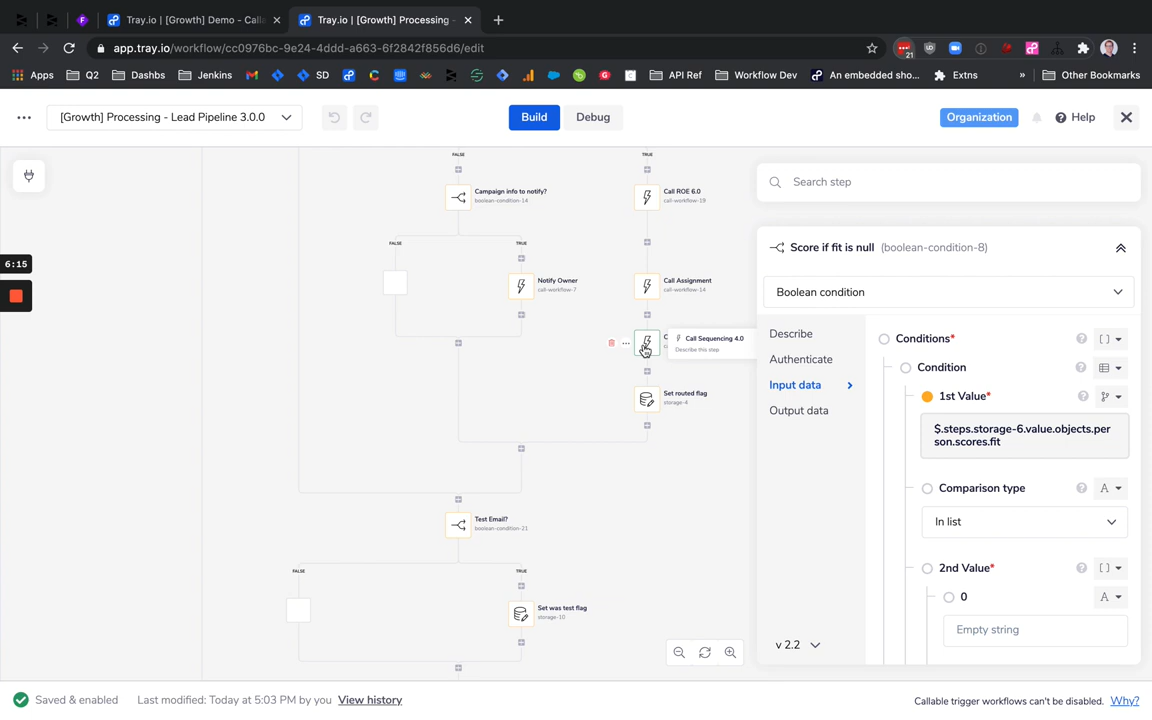 Tray.io | [Growth] Demo - Calla
Tray.io | [Growth] Processing -
app.tray.io/workflow/cc0976bc-9e24-4ddd-a663-6f2842f856d6/edit
21
Apps
Q2
Dashbs
Jenkins
SD
API Ref
Workflow Dev
An embedded sho...
Extns
»
Other Bookmarks
[Growth] Processing - Lead Pipeline 3.0.0
Build
Debug
Organization
Help
6:15
FALSE
TRUE
Campaign info to notify?
boolean-condition-14
Call ROE 6.0
call-workflow-19
FALSE
TRUE
Notify Owner
call-workflow-7
Call Assignment
call-workflow-14
Call Sequencing 4.0
Describe this step
Set routed flag
storage-4
Test Email?
boolean-condition-21
FALSE
TRUE
Set was test flag
storage-10
Search step
Score if fit is null (boolean-condition-8)
Boolean condition
Describe
Authenticate
Input data
Output data
v 2.2
Conditions*
Condition
1st Value*
$.steps.storage-6.value.objects.per
son.scores.fit
Comparison type
A
In list
2nd Value*
0
A
Empty string
Saved & enabled
Last modified: Today at 5:03 PM by you
View history
Callable trigger workflows can't be disabled. Why?